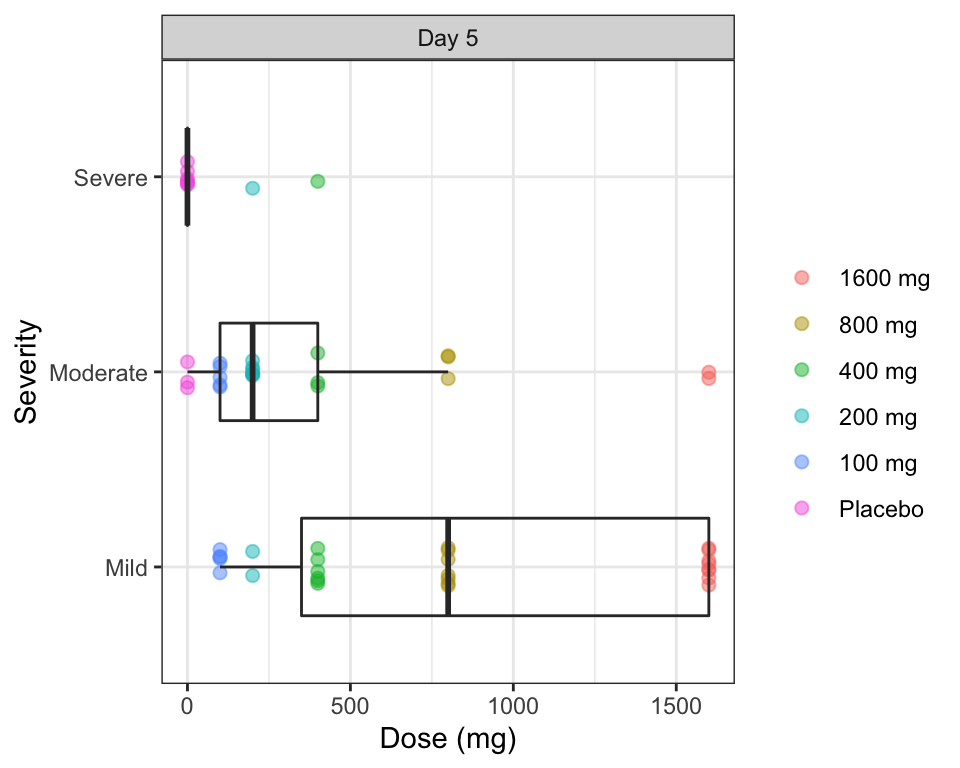 Day 5
Severity
Severe
Moderate
Mild
0
500
1000
1500
Dose (mg)
1600 mg
800 mg
400 mg
200 mg
100 mg
Placebo